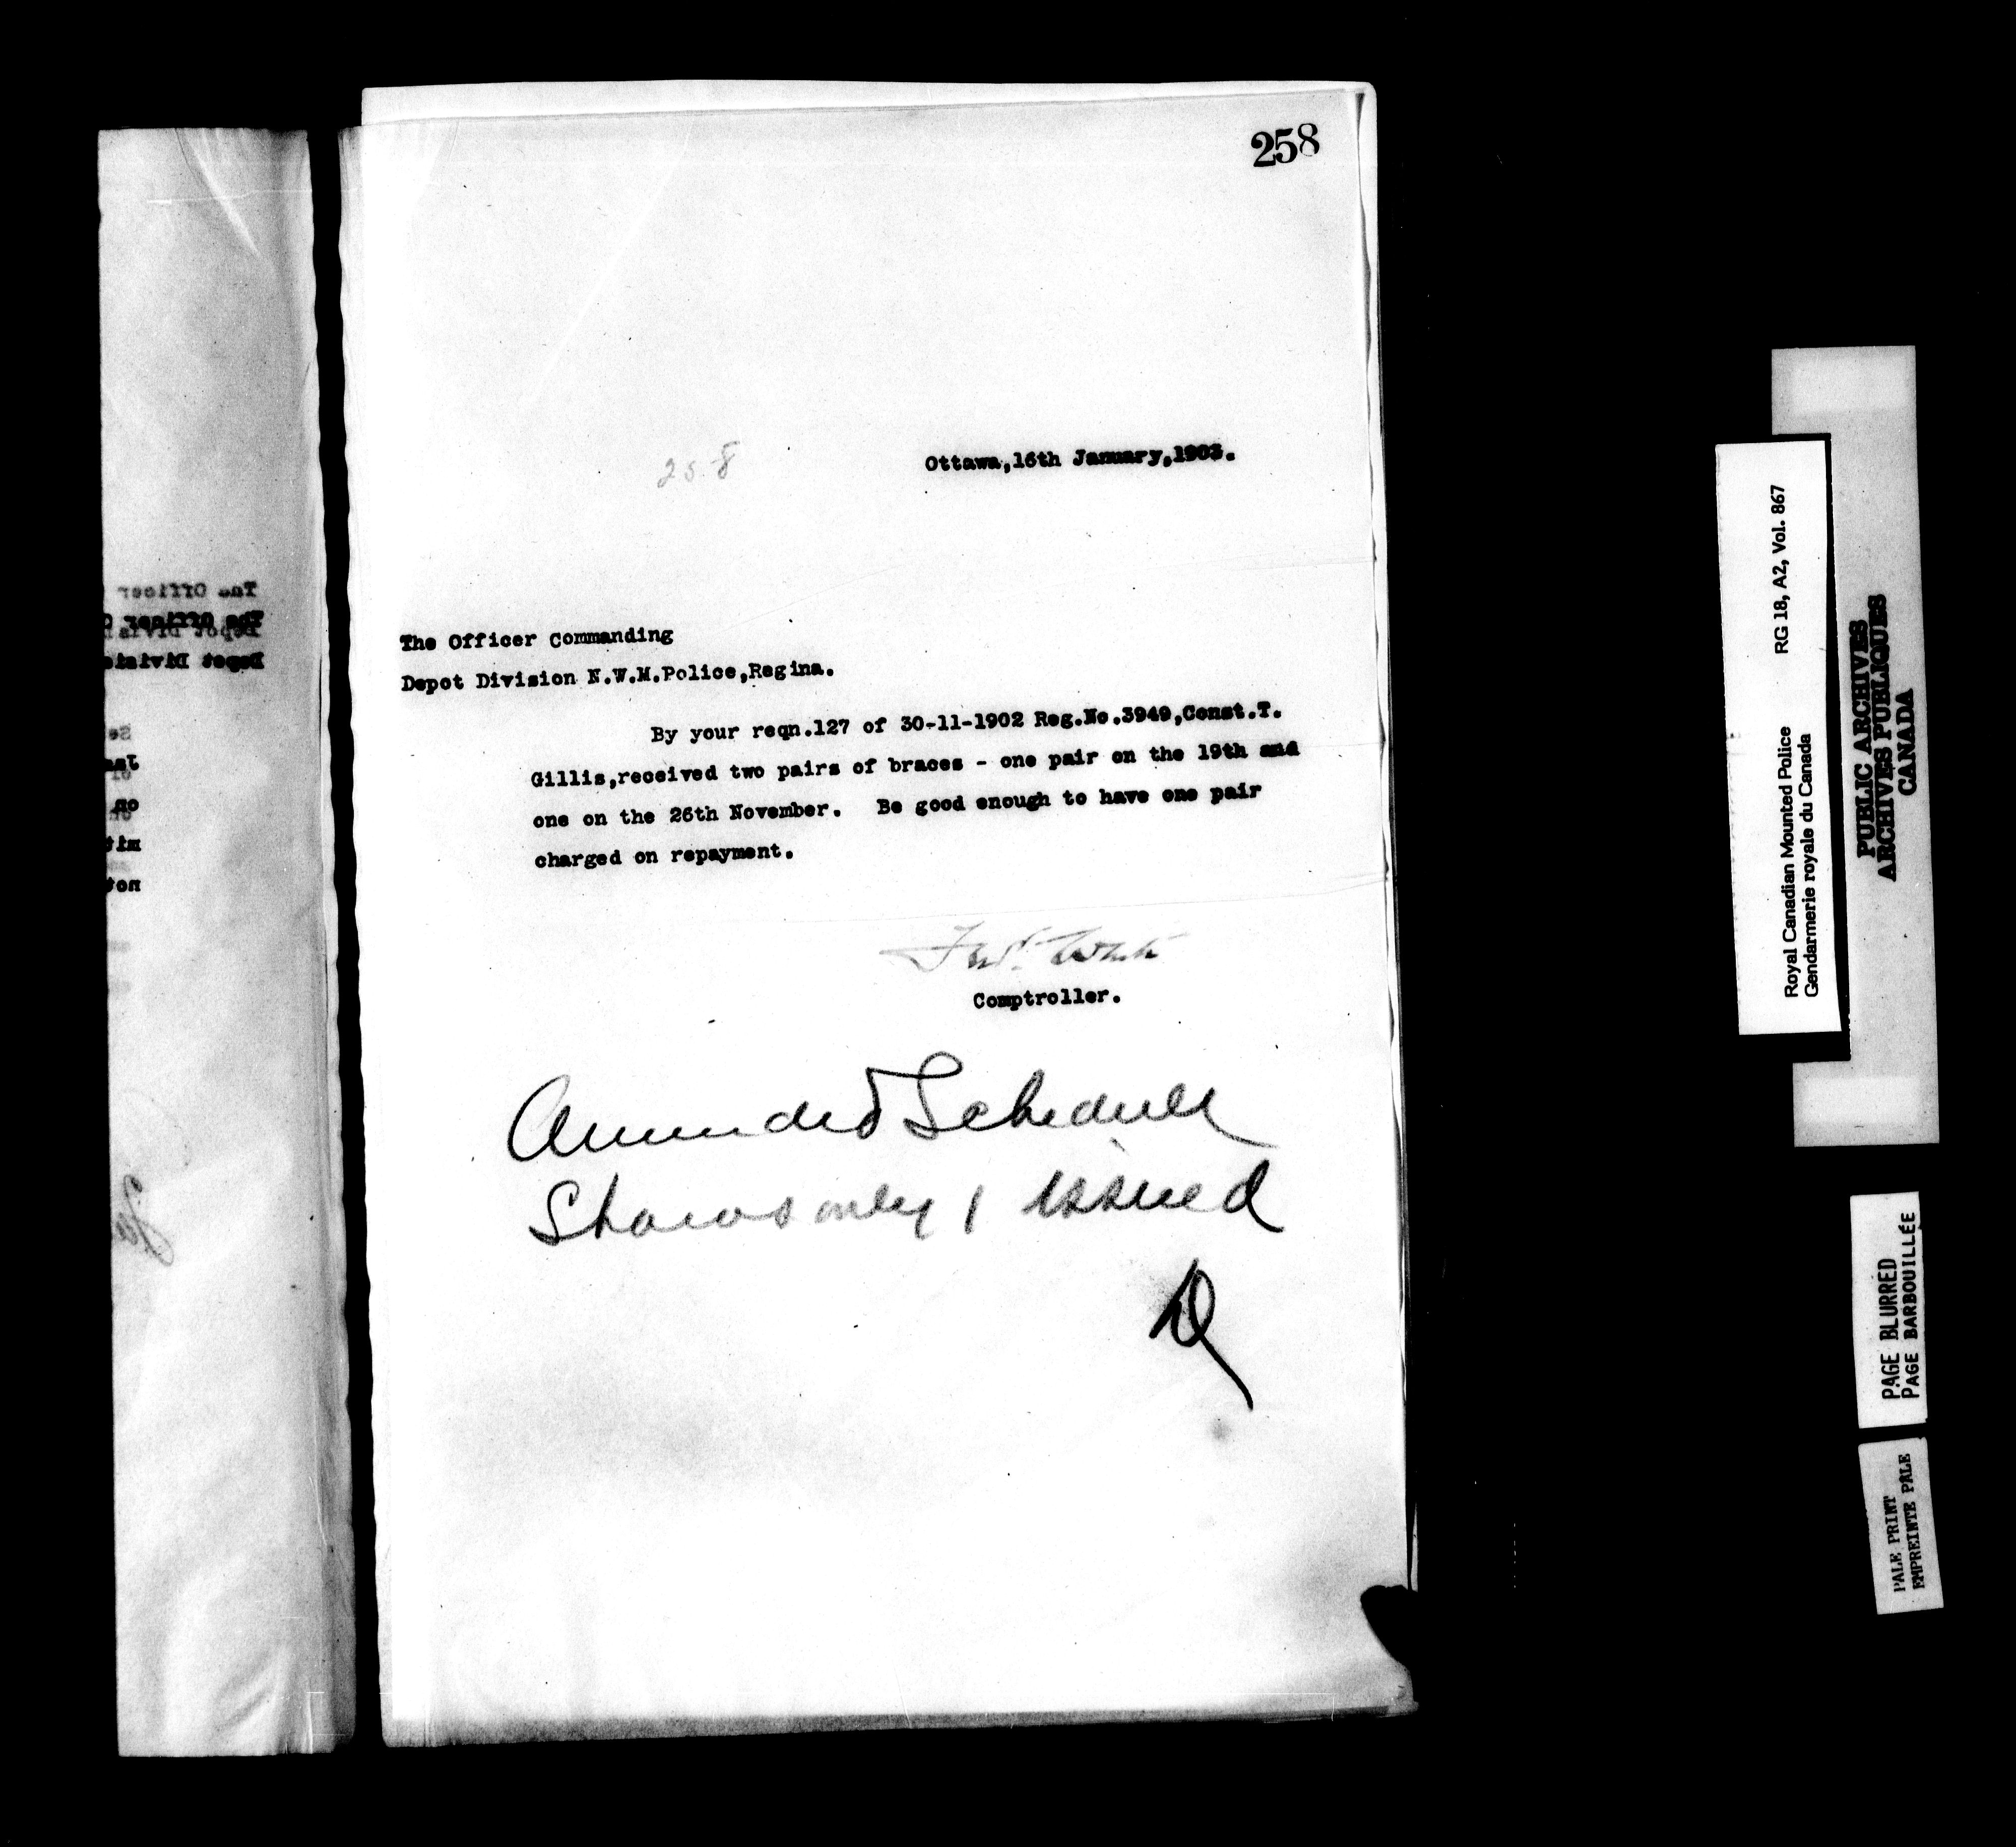 258
258
Ottawa,16th January,1903.
The Officer Commanding
Depot Division N.W.M.Police,Regina.
By your reqn.127 of 30-11-1902 Reg.No.3949,Const.T.
Gillis,received two pairs of braces - one pair on the 19th and
one on the 26th November. Be good enough to have one pair
charged on repayment.
Fred. White
Comptroller.
Amended Schedule
Shows only 1 issued
Royal Canadian Mounted Police RG 18, A2, Vol. 867
Gendarmerie royale du Canada
PUBLIC ARCHIVES
ARCHIVES PUBLIQUES
CANADA
PAGE BLURRED
PAGE BARBOUILLÉE
PALE PRINT
EMPREINTE PÂLE